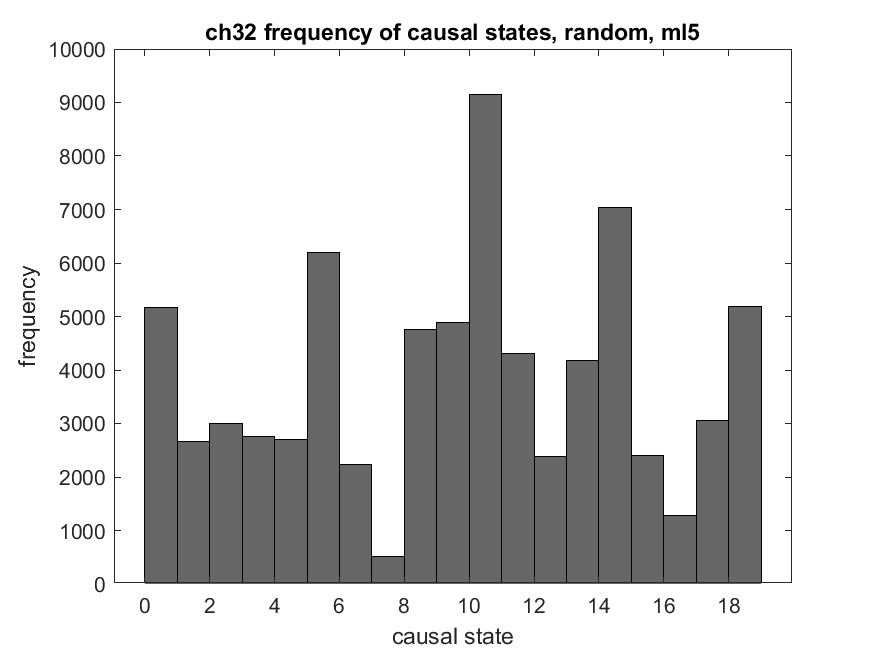 ch32 frequency of causal states, random, ml5
10000
9000
8000
7000
6000
5000
4000
3000
2000
1000
0
frequency
0 2 4 6 8 10 12 14 16 18
causal state